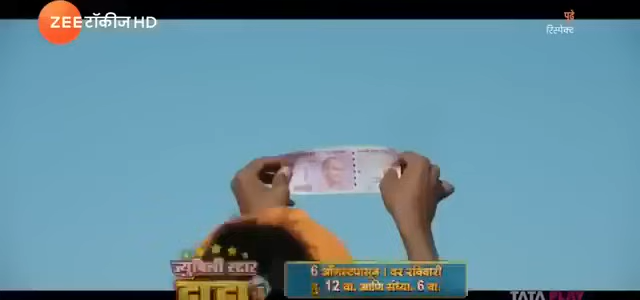 ZEE टॉकीज HD
पुढे
रिस्पेक्ट
ज्युबिली स्टार
दादा
6 ऑगस्टपासून । दर रविवारी
दु. 12 वा. आणि संध्या. 6 वा.
TATA PLAY